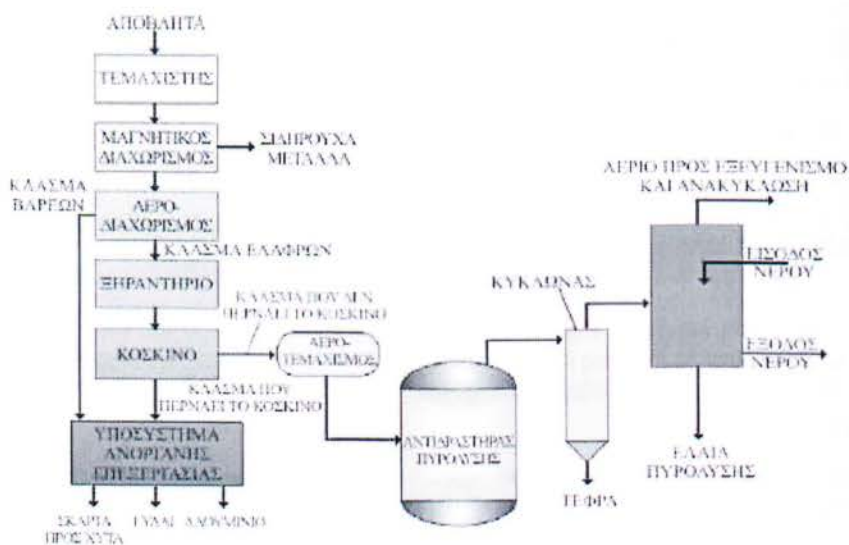 ΑΠΟΒΛΗΤΑ
ΤΕΜΑΧΙΣΤΗΣ
ΜΑΓΝΗΤΙΚΟΣ
ΔΙΑΧΩΡΙΣΜΟΣ
ΣΙΔΗΡΟΥΧΑ
ΜΕΤΑΛΛΑ
ΚΛΑΣΜΑ
ΒΑΡΕΩΝ
ΑΕΡΟ-
ΔΙΑΧΩΡΙΣΜΟΣ
ΚΛΑΣΜΑ ΕΛΑΦΡΩΝ
ΞΗΡΑΝΤΗΡΙΟ
ΚΛΑΣΜΑ ΠΟΥ ΔΕΝ
ΠΕΡΝΑΕΙ ΤΟ ΚΟΣΚΙΝΟ
ΚΟΣΚΙΝΟ
ΑΕΡΟ-
ΤΕΜΑΧΙΣΜΟΣ
ΚΛΑΣΜΑ ΠΟΥ
ΠΕΡΝΑΕΙ ΤΟ ΚΟΣΚΙΝΟ
ΥΠΟΣΥΣΤΗΜΑ
ΑΝΟΡΓΑΝΗΣ
ΕΠΕΞΕΡΓΑΣΙΑΣ
ΣΚΑΡΤΑ
ΠΡΟΣ ΧΥΤΑ
ΓΥΑΛΙ
ΑΛΟΥΜΙΝΙΟ
ΑΝΤΙΔΡΑΣΤΗΡΑΣ
ΠΥΡΟΛΥΣΗΣ
ΚΥΚΛΩΝΑΣ
ΤΕΦΡΑ
ΑΕΡΙΟ ΠΡΟΣ ΕΞΕΥΓΕΝΙΣΜΟ
ΚΑΙ ΑΝΑΚΥΚΛΩΣΗ
ΕΙΣΟΔΟΣ
ΝΕΡΟΥ
ΕΞΟΔΟΣ
ΝΕΡΟΥ
ΕΛΑΙΑ
ΠΥΡΟΛΥΣΗΣ